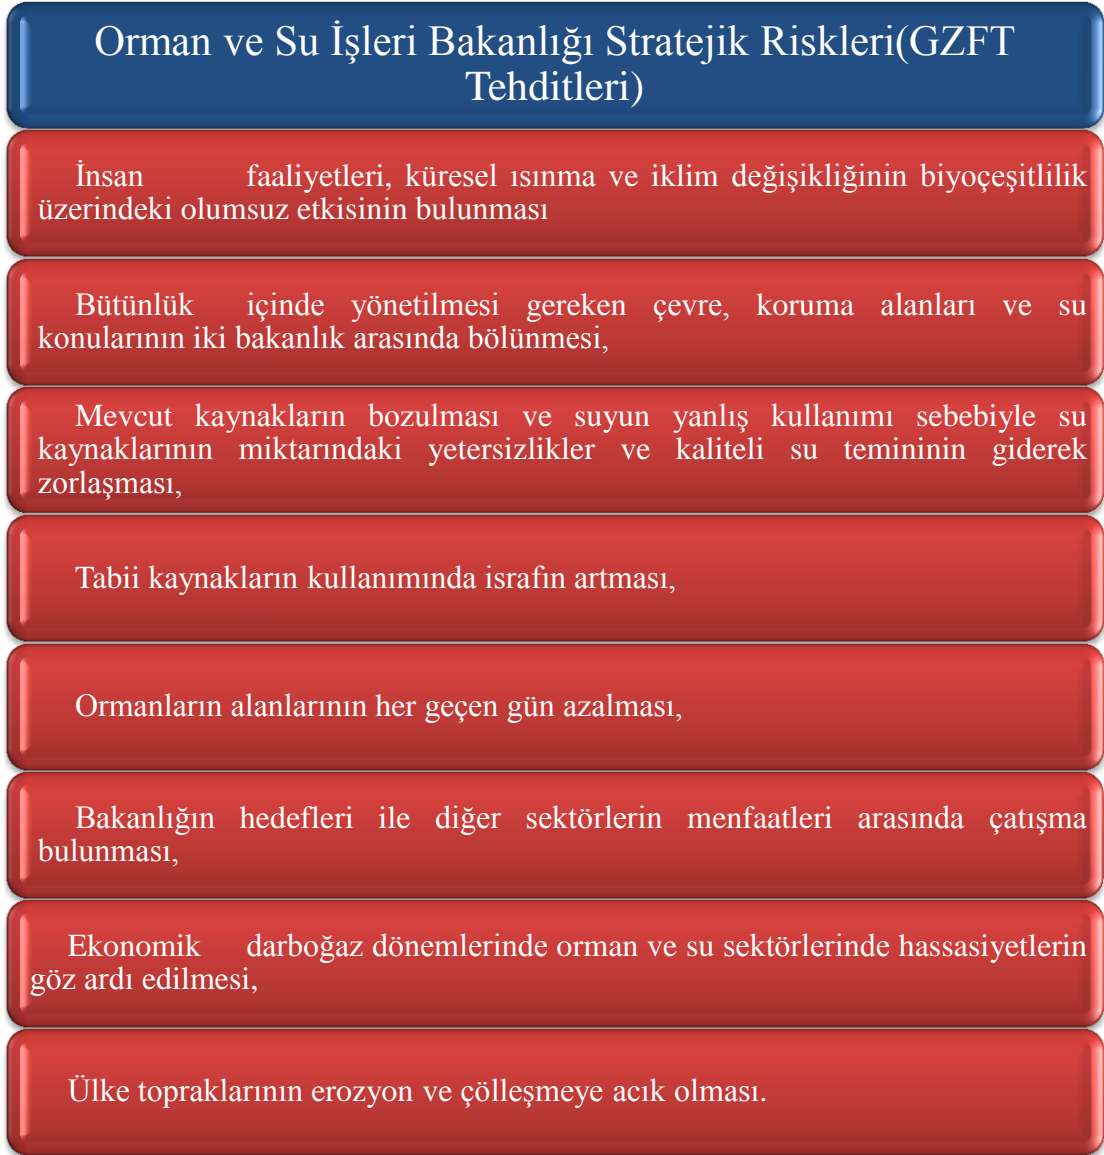 Orman ve Su İşleri Bakanlığı Stratejik Riskleri(GZFT
Tehditleri)
İnsan faaliyetleri, küresel ısınma ve iklim değişikliğinin biyoçeşitlilik
üzerindeki olumsuz etkisinin bulunması
Bütünlük içinde yönetilmesi gereken çevre, koruma alanları ve su
konularının iki bakanlık arasında bölünmesi,
Mevcut kaynakların bozulması ve suyun yanlış kullanımı sebebiyle su
kaynaklarının miktarındaki yetersizlikler ve kaliteli su temininin giderek
zorlaşması,
Tabii kaynakların kullanımında israfın artması,
Ormanların alanlarının her geçen gün azalması,
Bakanlığın hedefleri ile diğer sektörlerin menfaatleri arasında çatışma
bulunması,
Ekonomik darboğaz dönemlerinde orman ve su sektörlerinde hassasiyetlerin
göz ardı edilmesi,
Ülke topraklarının erozyon ve çölleşmeye acık olması.